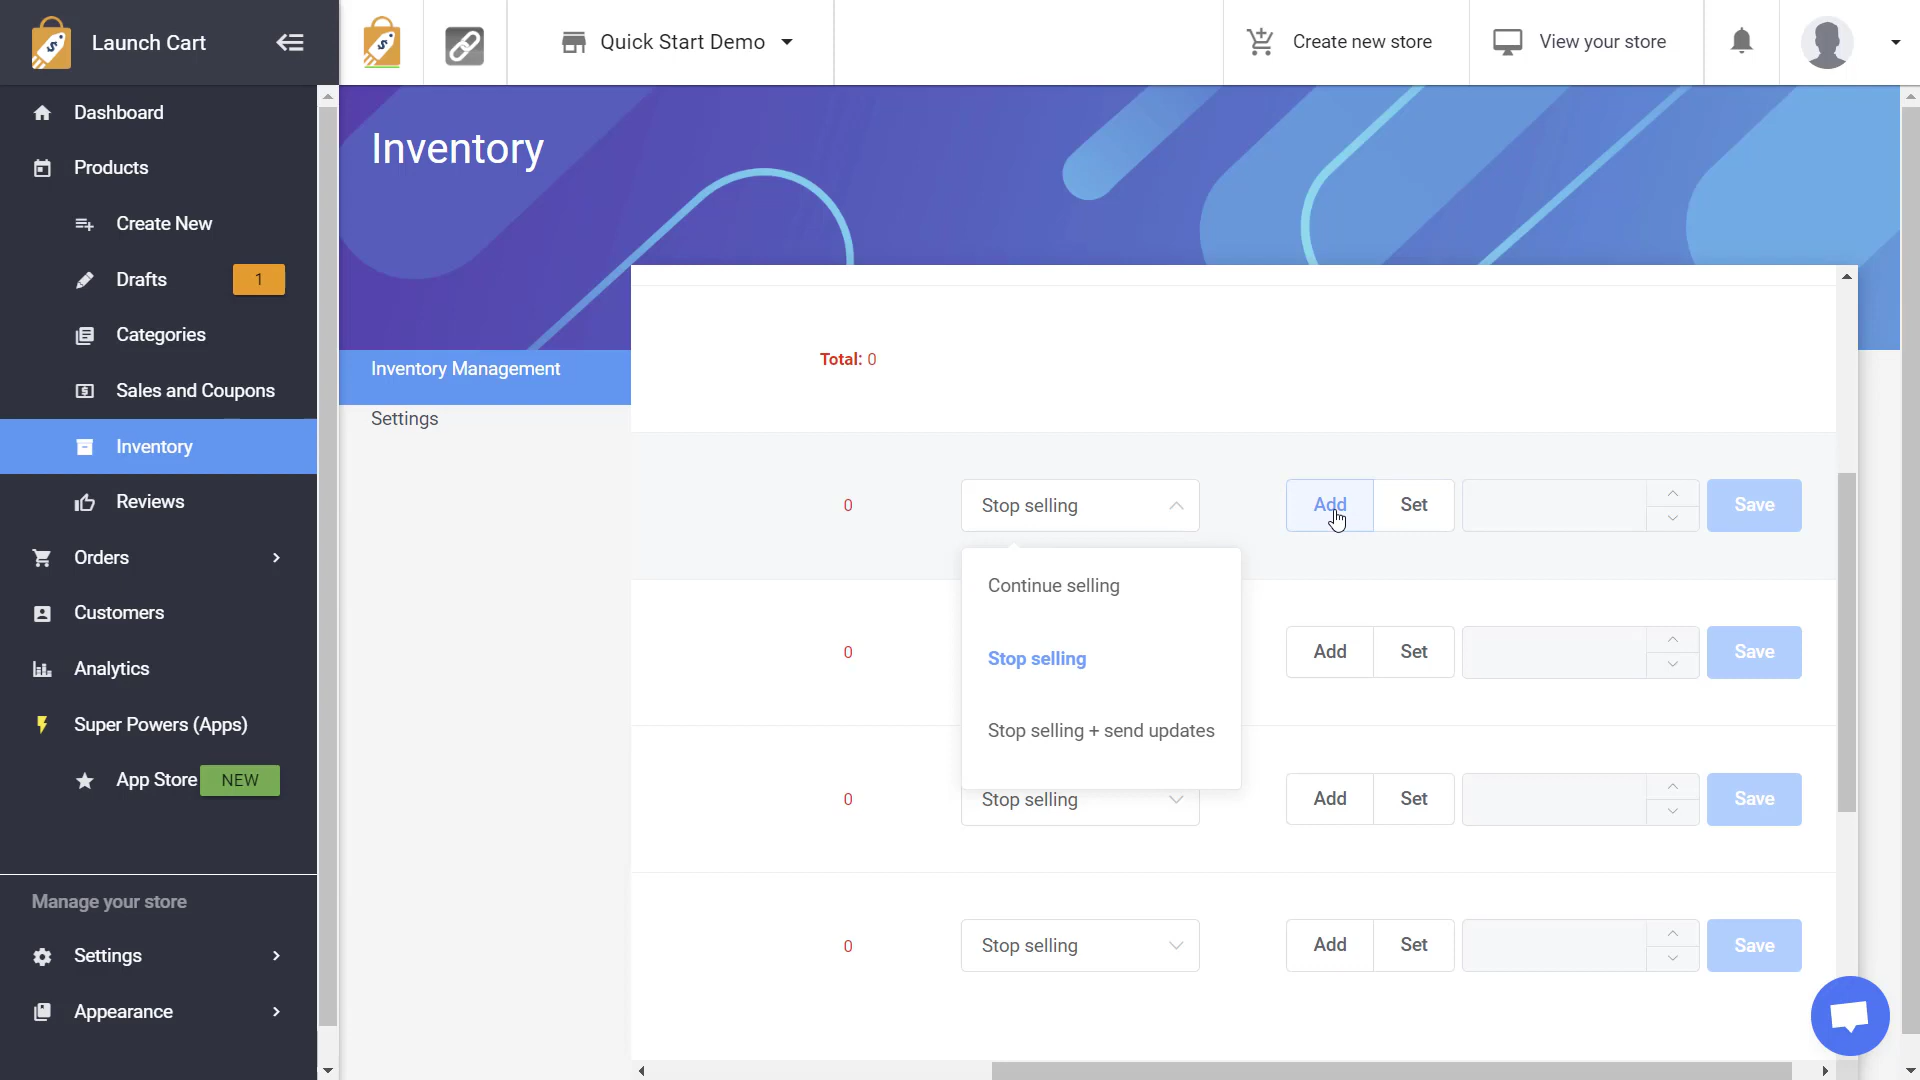 Launch Cart
Quick Start Demo
Create new store
View your store
Dashboard
Products
Create New
Drafts 1
Categories
Sales and Coupons
Inventory
Reviews
Orders
Customers
Analytics
Super Powers (Apps)
App Store NEW
Manage your store
Settings
Appearance
Inventory
Inventory Management
Settings
Total: 0
0 Stop selling Add Set Save
Continue selling
Stop selling
Stop selling + send updates
0 Add Set Save
0 Stop selling Add Set Save
0 Stop selling Add Set Save